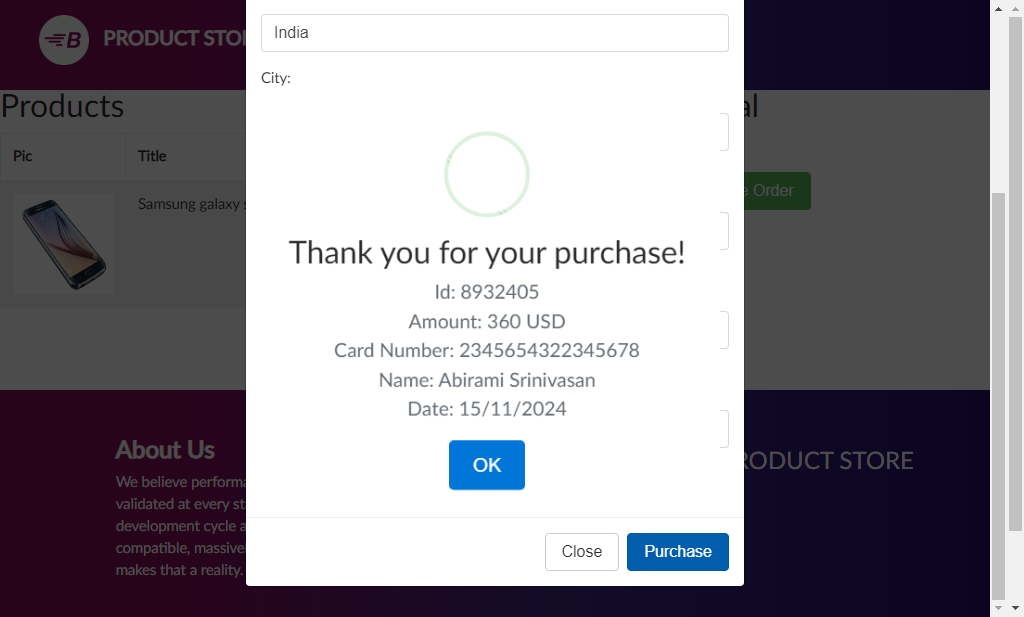 India
B PRODUCT STOR
City:
Products
al
Pic
Title
e Order
Samsung galaxy s
Thank you for your purchase!
Id: 8932405
Amount: 360 USD
Card Number: 2345654322345678
Name: Abirami Srinivasan
Date: 15/11/2024
OK
About Us
We believe performa
validated at every st
development cycle a
compatible, massive
makes that a reality.
RODUCT STORE
Close
Purchase